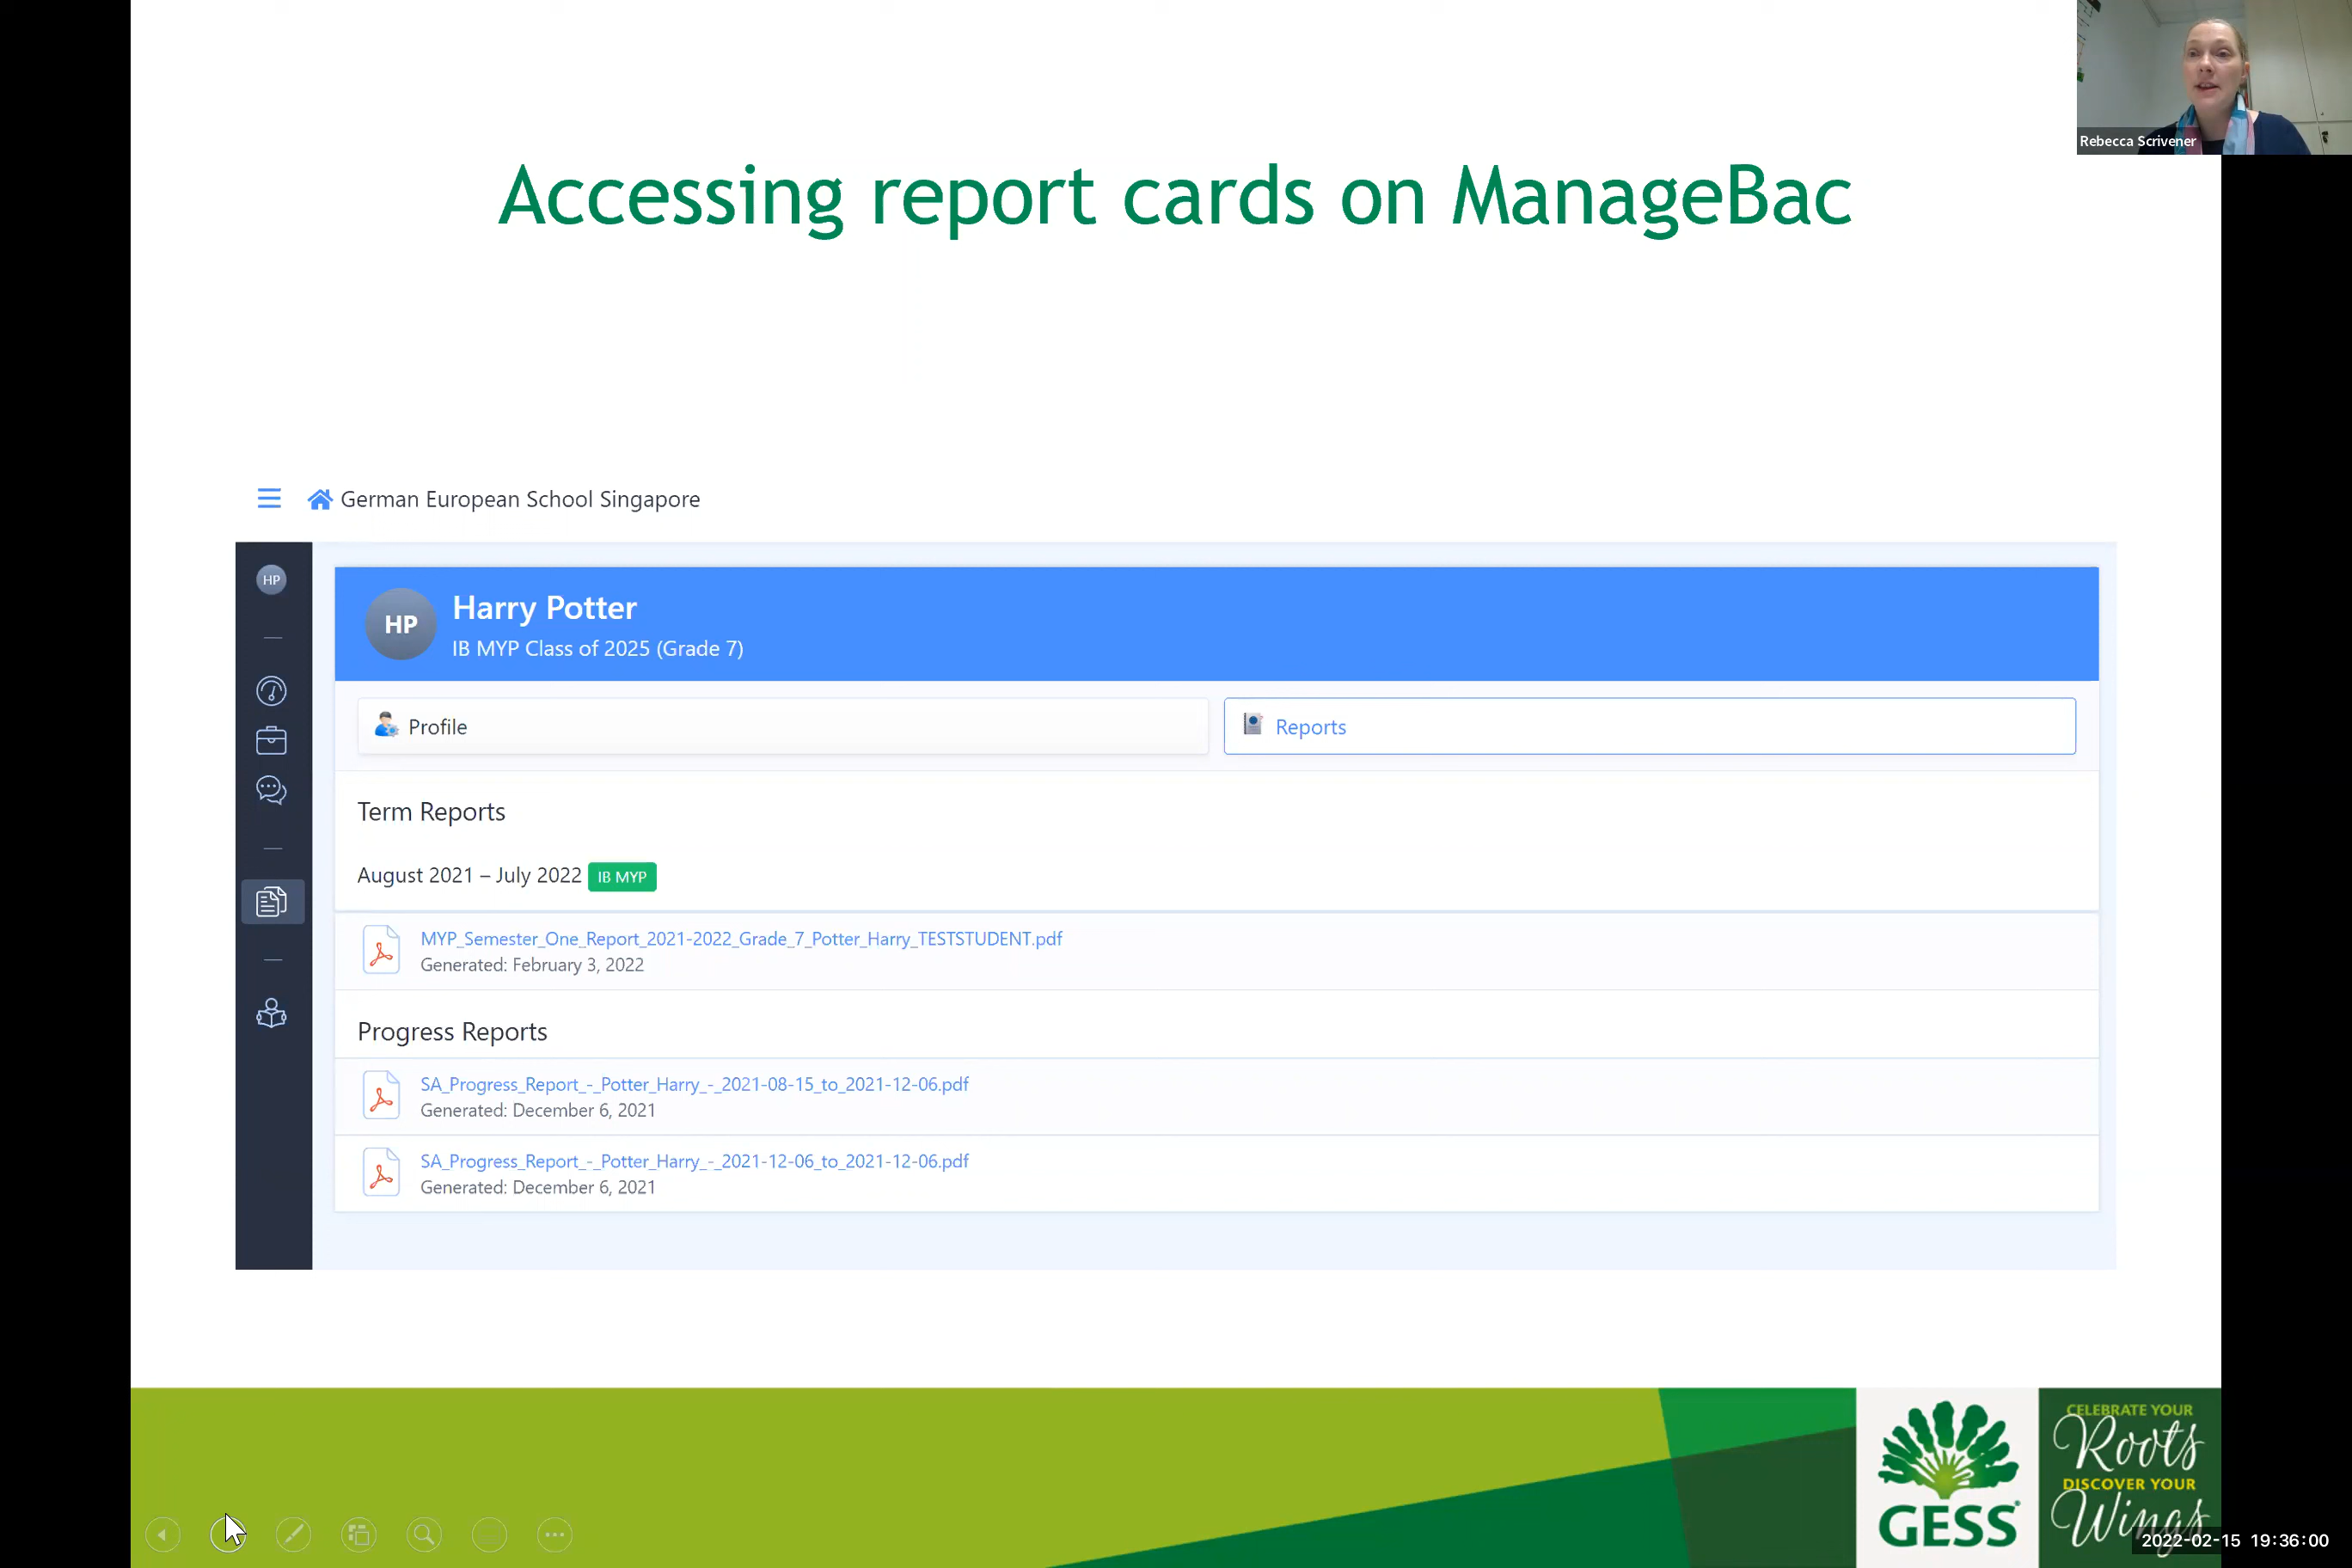 Rebecca Scrivener
Accessing report cards on ManageBac
German European School Singapore
HP
HP
Harry Potter
IB MYP Class of 2025 (Grade 7)
Profile
Reports
Term Reports
August 2021 – July 2022 IB MYP
MYP_Semester_One_Report_2021-2022_Grade_7_Potter_Harry_TESTSTUDENT.pdf
Generated: February 3, 2022
Progress Reports
SA_Progress_Report_-_Potter_Harry_-_2021-08-15_to_2021-12-06.pdf
Generated: December 6, 2021
SA_Progress_Report_-_Potter_Harry_-_2021-12-06_to_2021-12-06.pdf
Generated: December 6, 2021
GESS®
CELEBRATE YOUR
Roots
DISCOVER YOUR
Wings
2022-02-15 19:36:00